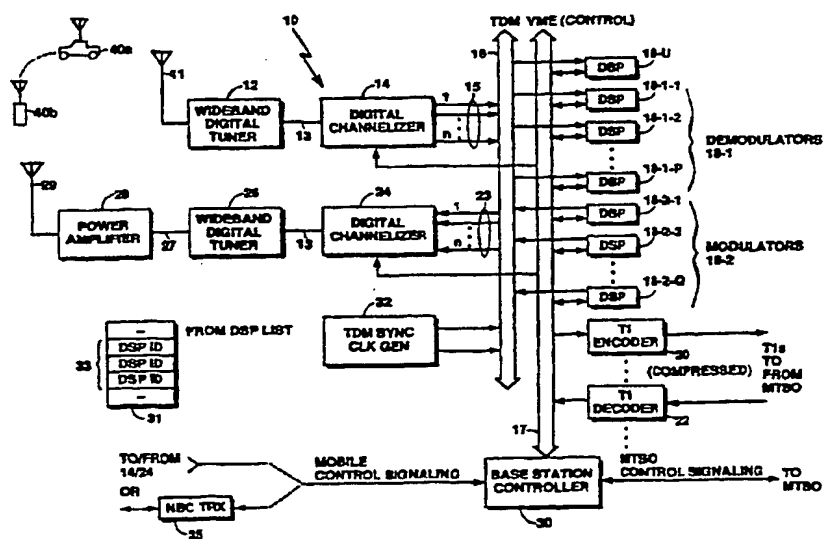 TDM VME (CONTROL)
10
40a
40b
11
12
WIDEBAND
DIGITAL
TUNER
13
14
DIGITAL
CHANNELIZER
1
15
n
16
DSP
18-U
DSP
18-1-1
DSP
18-1-2
DSP
18-1-P
DEMODULATORS
18-1
29
28
POWER
AMPLIFIER
27
26
WIDEBAND
DIGITAL
TUNER
13
24
DIGITAL
CHANNELIZER
1
23
n
DSP
18-2-1
DSP
18-2-2
DSP
18-2-Q
MODULATORS
18-2
32
TDM SYNC
CLK GEN
FREE DSP LIST
33
DSP ID
DSP ID
DSP ID
31
T1
ENCODER
20
(COMPRESSED)
T1
DECODER
22
T1s
TO
FROM
MTSO
17
TO/FROM
14/24
OR
NBC TRX
35
MOBILE
CONTROL SIGNALING
BASE STATION
CONTROLLER
30
MTSO
CONTROL SIGNALING
TO
MTSO